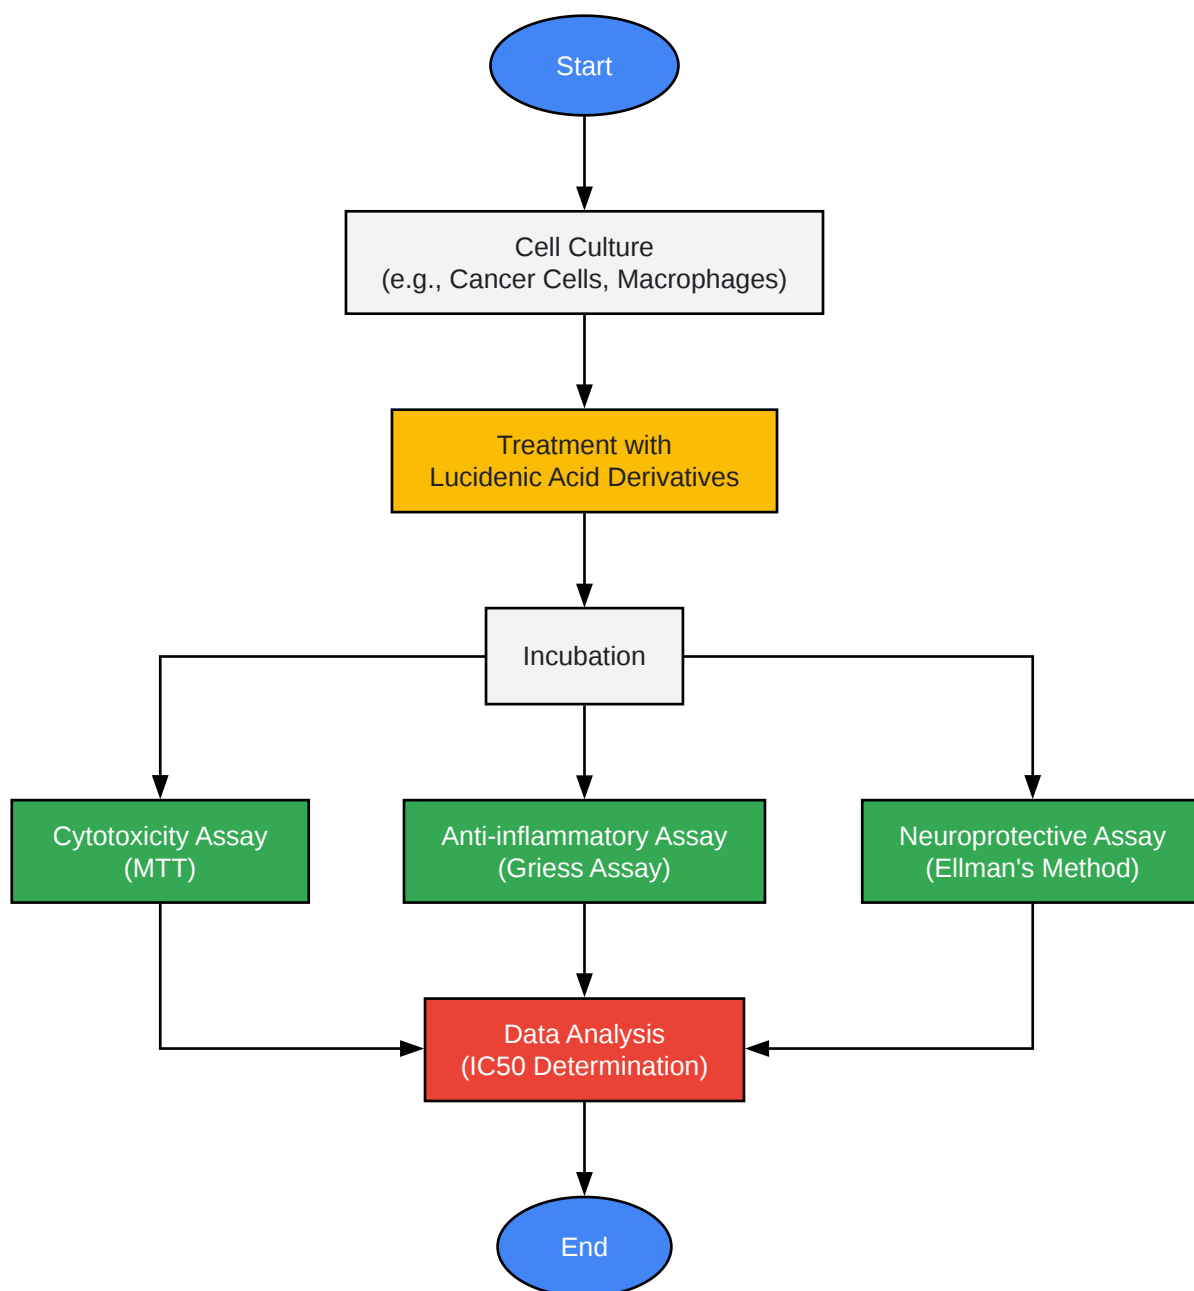 Start
Cell Culture
(e.g., Cancer Cells, Macrophages)
Treatment with
Lucidenic Acid Derivatives
Incubation
Cytotoxicity Assay
(MTT)
Anti-inflammatory Assay
(Griess Assay)
Neuroprotective Assay
(Ellman's Method)
Data Analysis
(IC50 Determination)
End